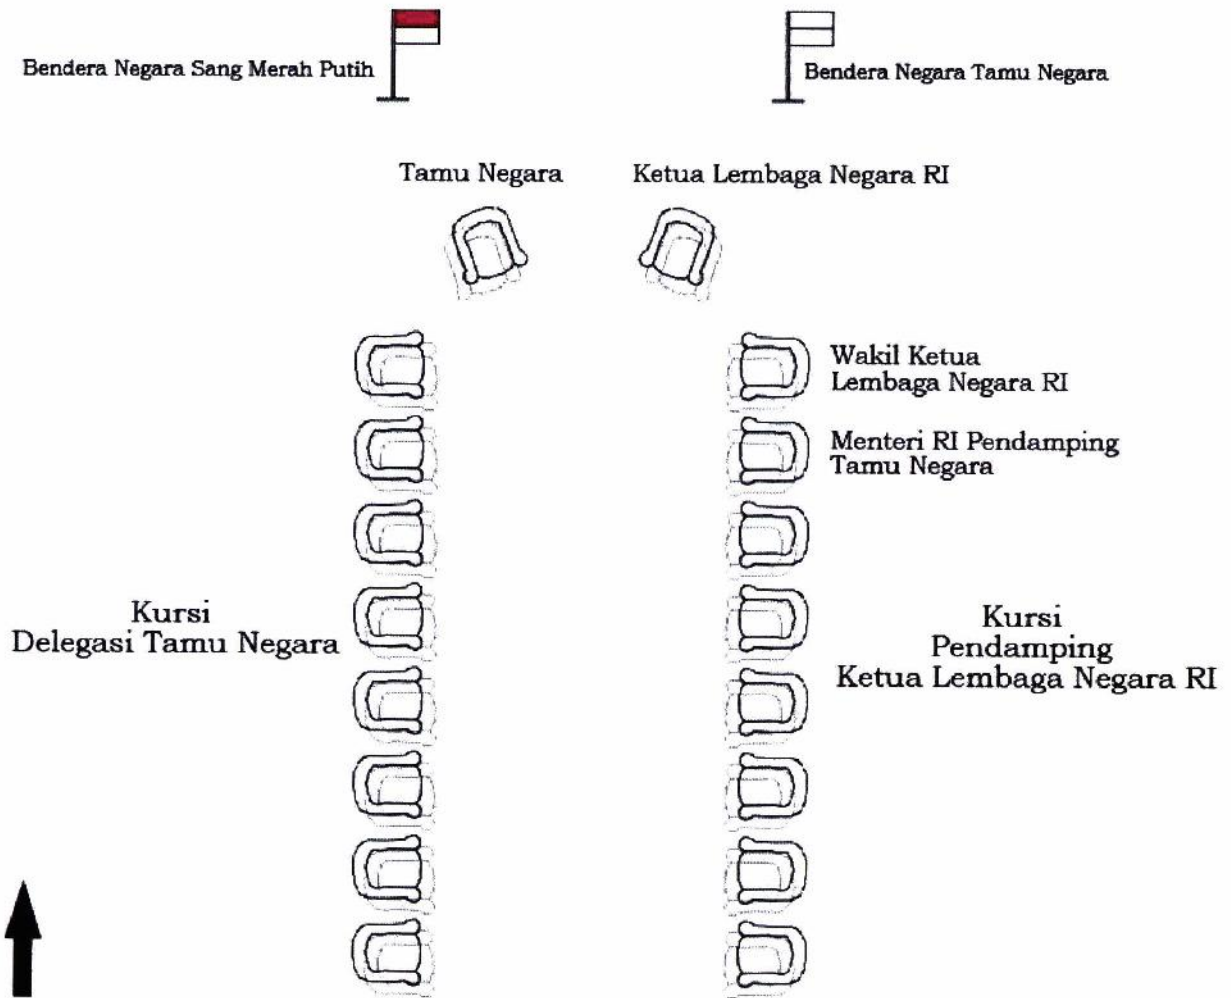 Bendera Negara Sang Merah Putih
Bendera Negara Tamu Negara
Tamu Negara
Ketua Lembaga Negara RI
Wakil Ketua
Lembaga Negara RI
Menteri RI Pendamping
Tamu Negara
Kursi
Delegasi Tamu Negara
Kursi
Pendamping
Ketua Lembaga Negara RI